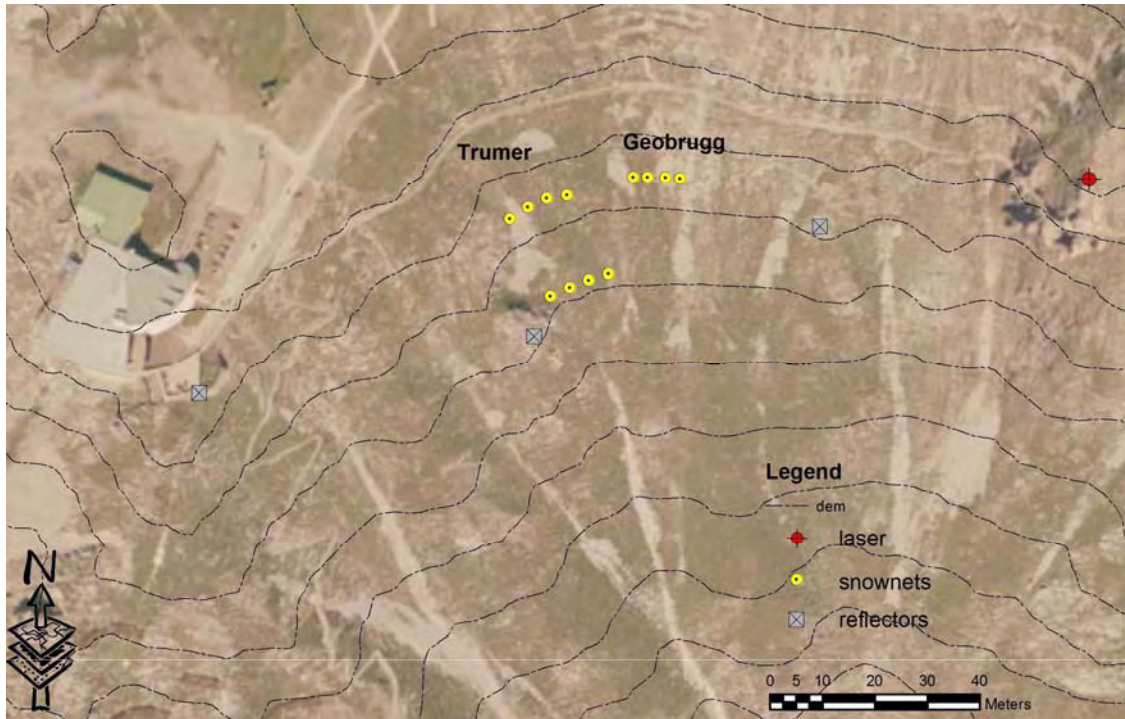 Trumer
Geobrugg
Legend
dem
laser
snownets
reflectors
N
0 5 10 20 30 40
Meters